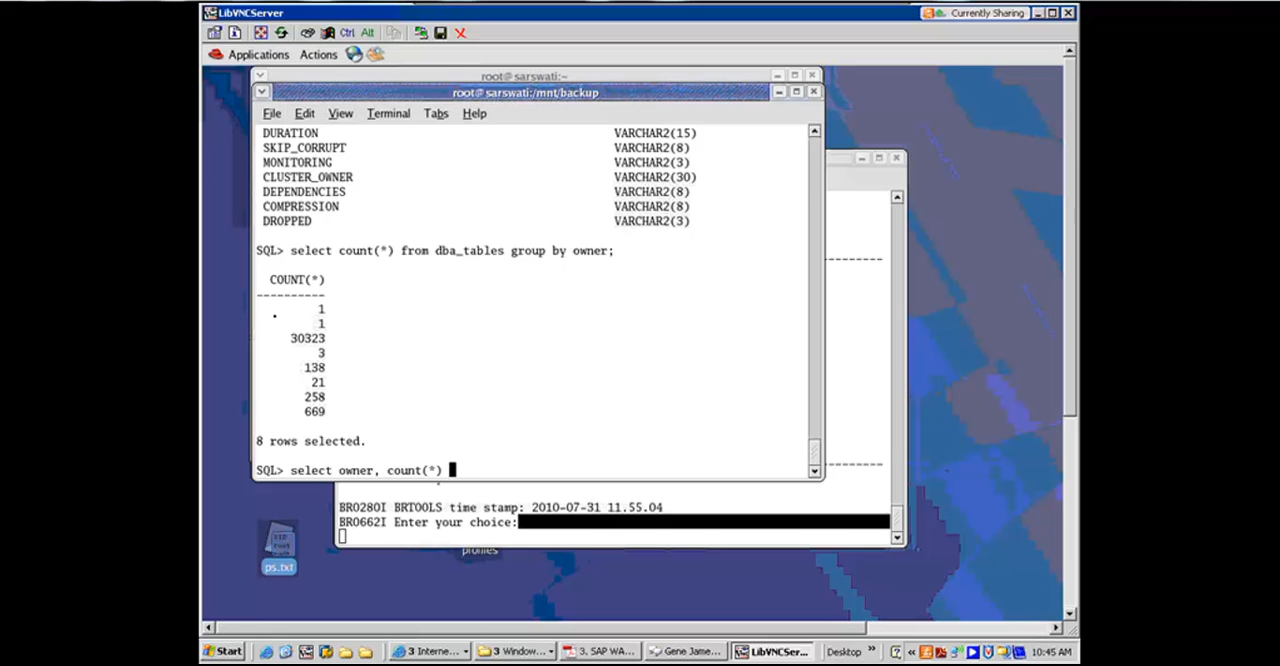 LibVNCServer
Currently Sharing
Ctrl Alt
Applications Actions
root@sarswati:~
root@sarswati:/mnt/backup
File Edit View Terminal Tabs Help
DURATION VARCHAR2(15)
SKIP_CORRUPT VARCHAR2(8)
MONITORING VARCHAR2(3)
CLUSTER_OWNER VARCHAR2(30)
DEPENDENCIES VARCHAR2(8)
COMPRESSION VARCHAR2(8)
DROPPED VARCHAR2(3)
SQL> select count(*) from dba_tables group by owner;
COUNT(*)
----------
1
1
30323
3
138
21
258
669
8 rows selected.
SQL> select owner, count(*)
BR0280I BRTOOLS time stamp: 2010-07-31 11.55.04
BR0662I Enter your choice:
profiles
ps.txt
Start 3 Interne... 3 Window... 3. SAP WA... Gene Jame... LibVNCSer... Desktop » « 10:45 AM